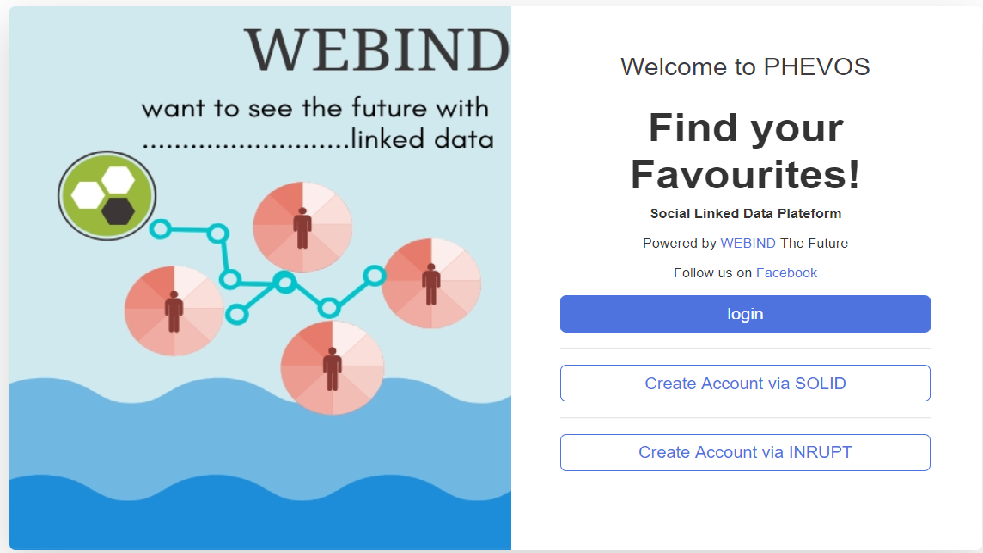 WEBIND
want to see the future with
..........................linked data
Welcome to PHEVOS
Find your
Favourites!
Social Linked Data Plateform
Powered by WEBIND The Future
Follow us on Facebook
login
Create Account via SOLID
Create Account via INRUPT